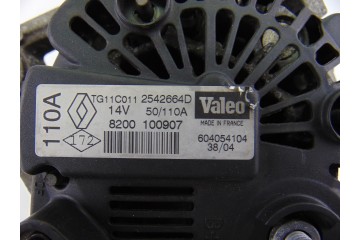 110A
TG11C011 2542664D
14V 50/110A
8200 100907
172
Valeo
MADE IN FRANCE
604054104
38/04